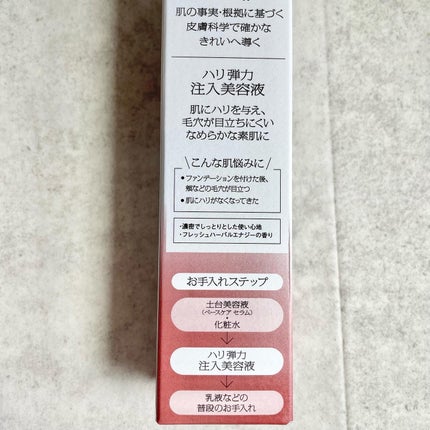 肌の事実・根拠に基づく
皮膚科学で確かな
きれいへ導く
ハリ弾力
注入美容液
肌にハリを与え、
毛穴が目立ちにくい
なめらかな素肌に
こんな肌悩みに
●ファンデーションを付けた後、
頬などの毛穴が目立つ
●肌にハリがなくなってきた
・濃密でしっとりとした使い心地
・フレッシュハーバルエナジーの香り
お手入れステップ
土台美容液
(ベースケア セラム)
・
化粧水
ハリ弾力
注入美容液
乳液などの
普段のお手入れ